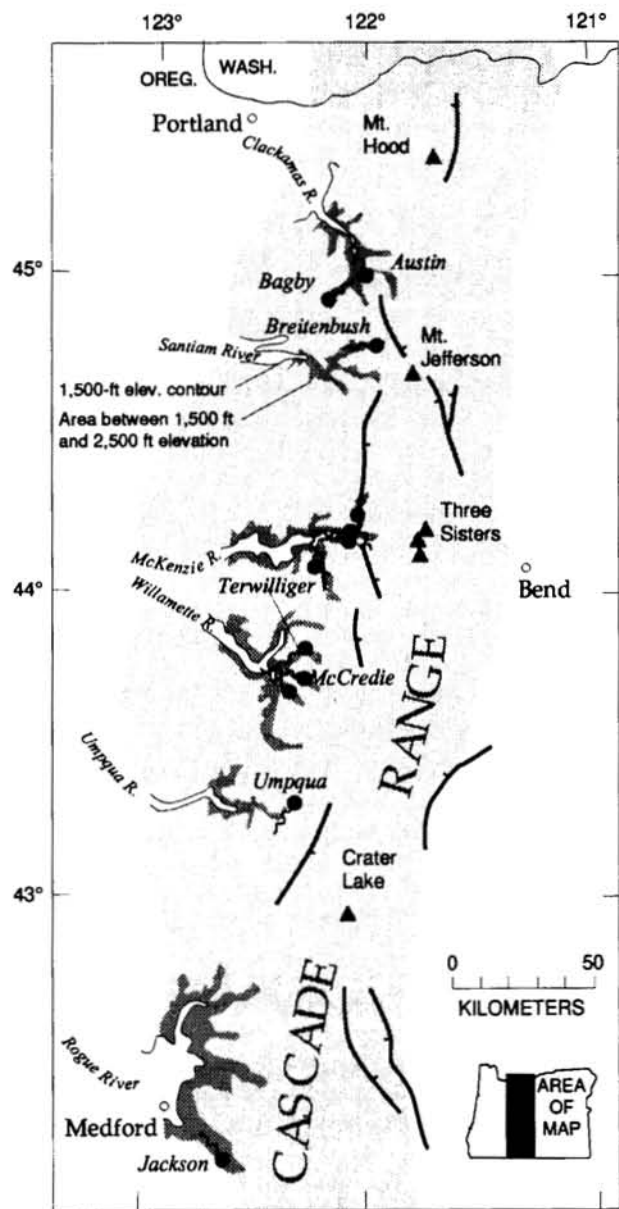 123°
122°
121°
OREG.
WASH.
Portland
Mt.
Hood
Clackamas R.
45°
Austin
Bagby
Breitenbush
Santiam River
Mt.
Jefferson
1,500-ft elev. contour
Area between 1,500 ft
and 2,500 ft elevation
Three
Sisters
McKenzie R.
44°
Terwilliger
Bend
Willamette R.
McCredie
RANGE
Umpqua R.
Umpqua
Crater
Lake
43°
0 50
KILOMETERS
CASCADE
Rogue River
AREA
OF
MAP
Medford
Jackson
123°
122°
121°